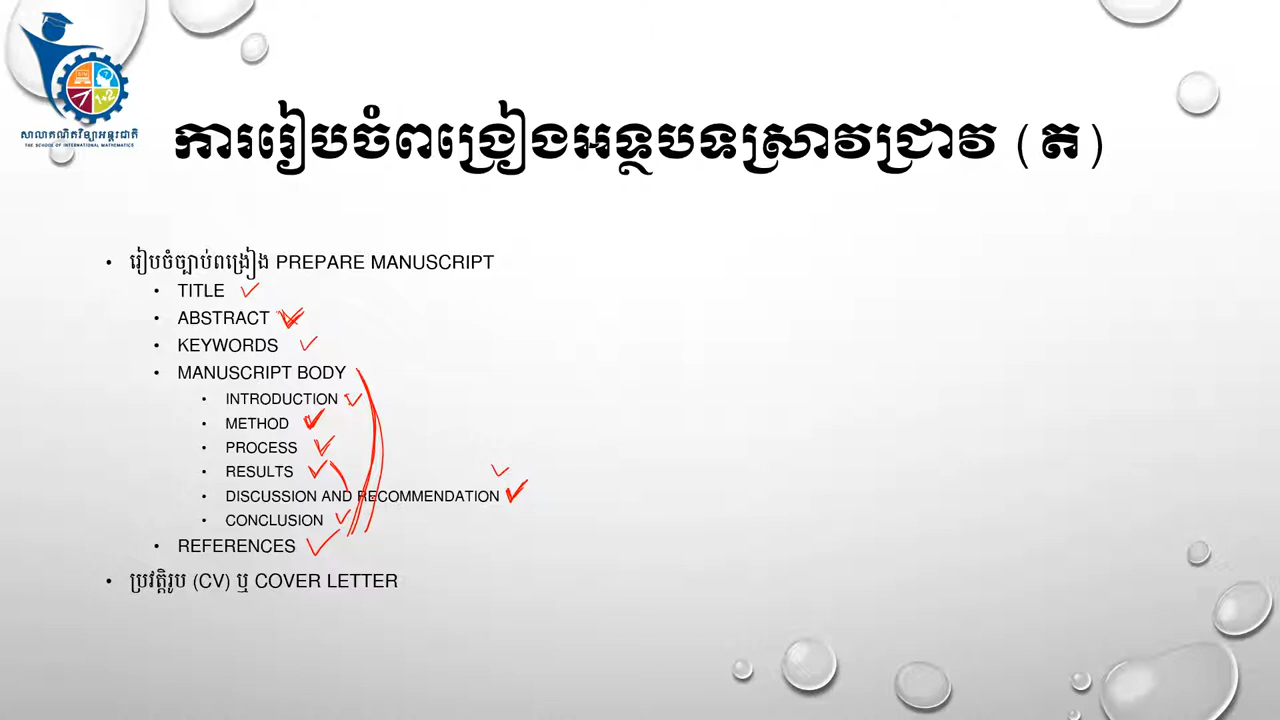 សាលាគណិតវិទ្យាអន្តរជាតិ
THE SCHOOL OF INTERNATIONAL MATHEMATICS
ការរៀបចំពង្រៀងអត្ថបទស្រាវជ្រាវ (ត)
• រៀបចំច្បាប់ពង្រៀង PREPARE MANUSCRIPT
• TITLE
• ABSTRACT
• KEYWORDS
• MANUSCRIPT BODY
• INTRODUCTION
• METHOD
• PROCESS
• RESULTS
• DISCUSSION AND RECOMMENDATION
• CONCLUSION
• REFERENCES
• ប្រវត្តិរូប (CV) ឬ COVER LETTER